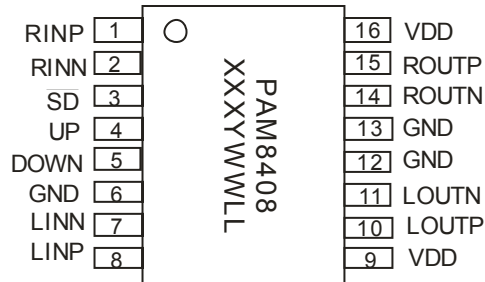 RINP 1 16 VDD
RINN 2 15 ROUTP
SD 3 14 ROUTN
UP 4 13 GND
DOWN 5 12 GND
GND 6 11 LOUTN
LINN 7 10 LOUTP
LINP 8 9 VDD
PAM8408
XXXYWWLL